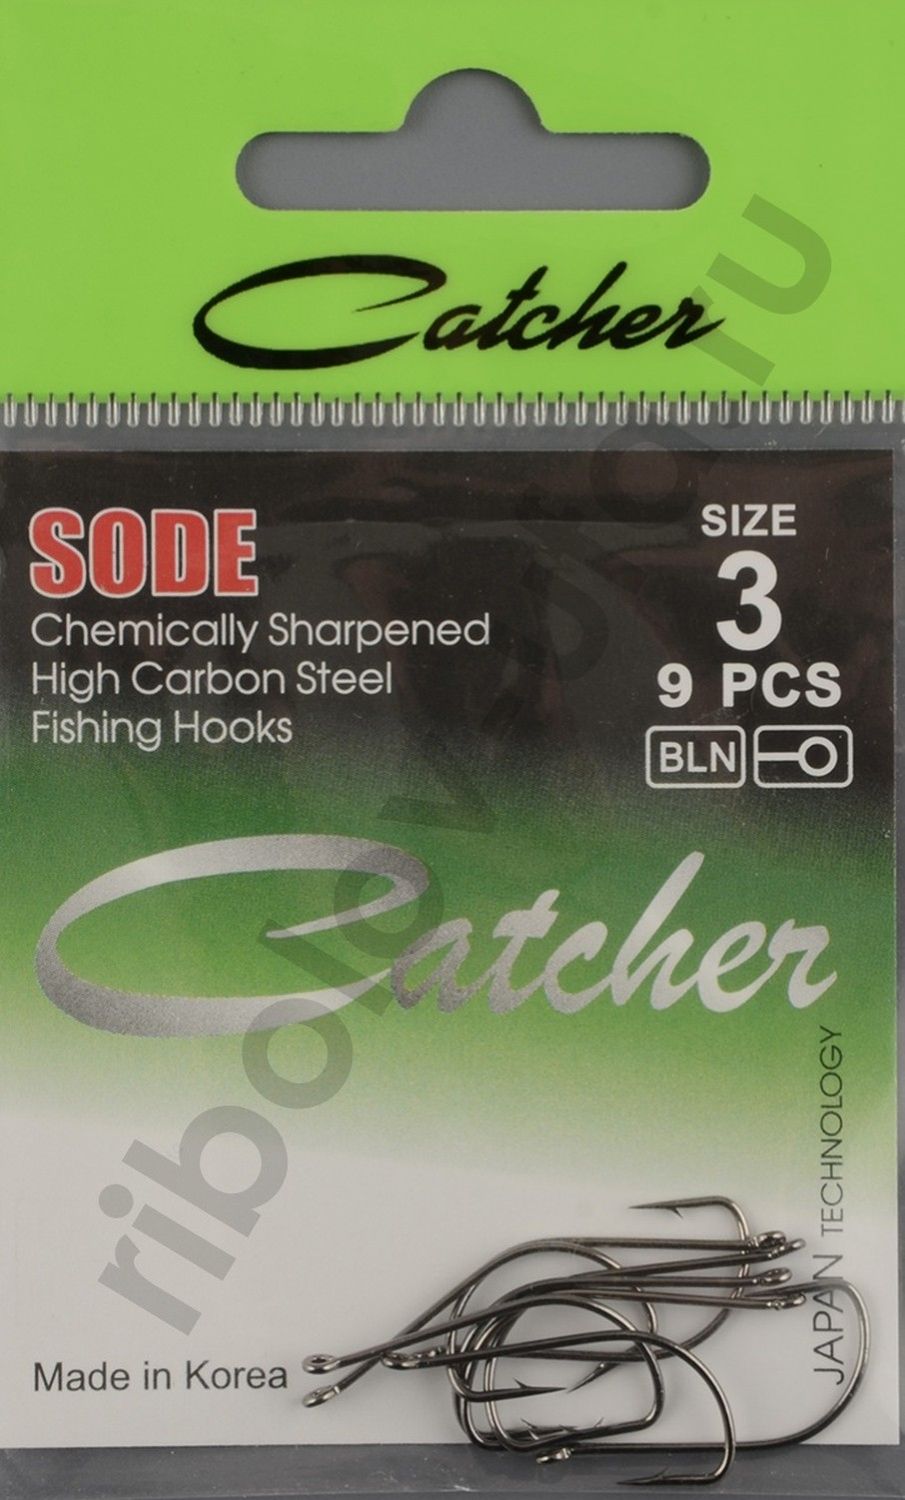 Catcher
SODE
Chemically Sharpened
High Carbon Steel
Fishing Hooks
SIZE
3
9 PCS
BLN
Catcher
JAPAN TECHNOLOGY
Made in Korea
ribolov-ufa.ru